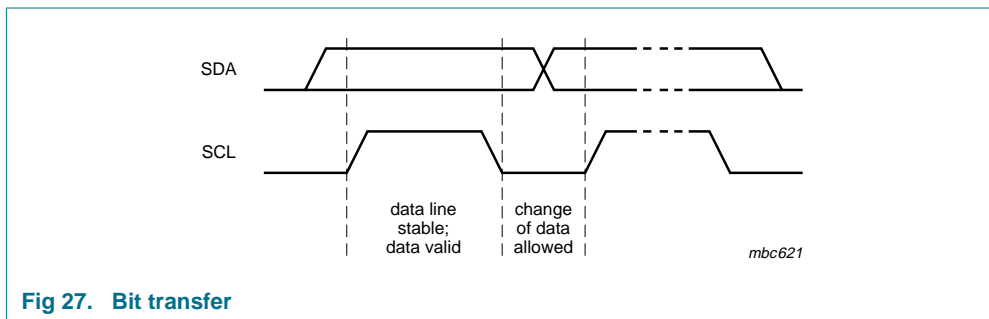 SDA
SCL
data line
stable;
data valid
change
of data
allowed
mbc621
Fig 27. Bit transfer